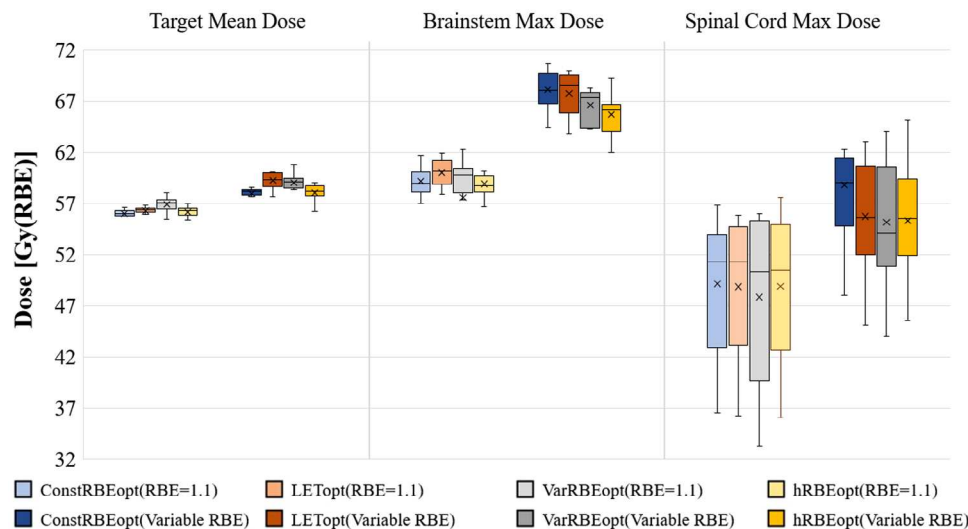 Target Mean Dose Brainstem Max Dose Spinal Cord Max Dose
Dose [Gy(RBE)]
72
67
62
57
52
47
42
37
32
ConstRBEopt(RBE=1.1) LETopt(RBE=1.1) VarRBEopt(RBE=1.1) hRBEopt(RBE=1.1)
ConstRBEopt(Variable RBE) LETopt(Variable RBE) VarRBEopt(Variable RBE) hRBEopt(Variable RBE)